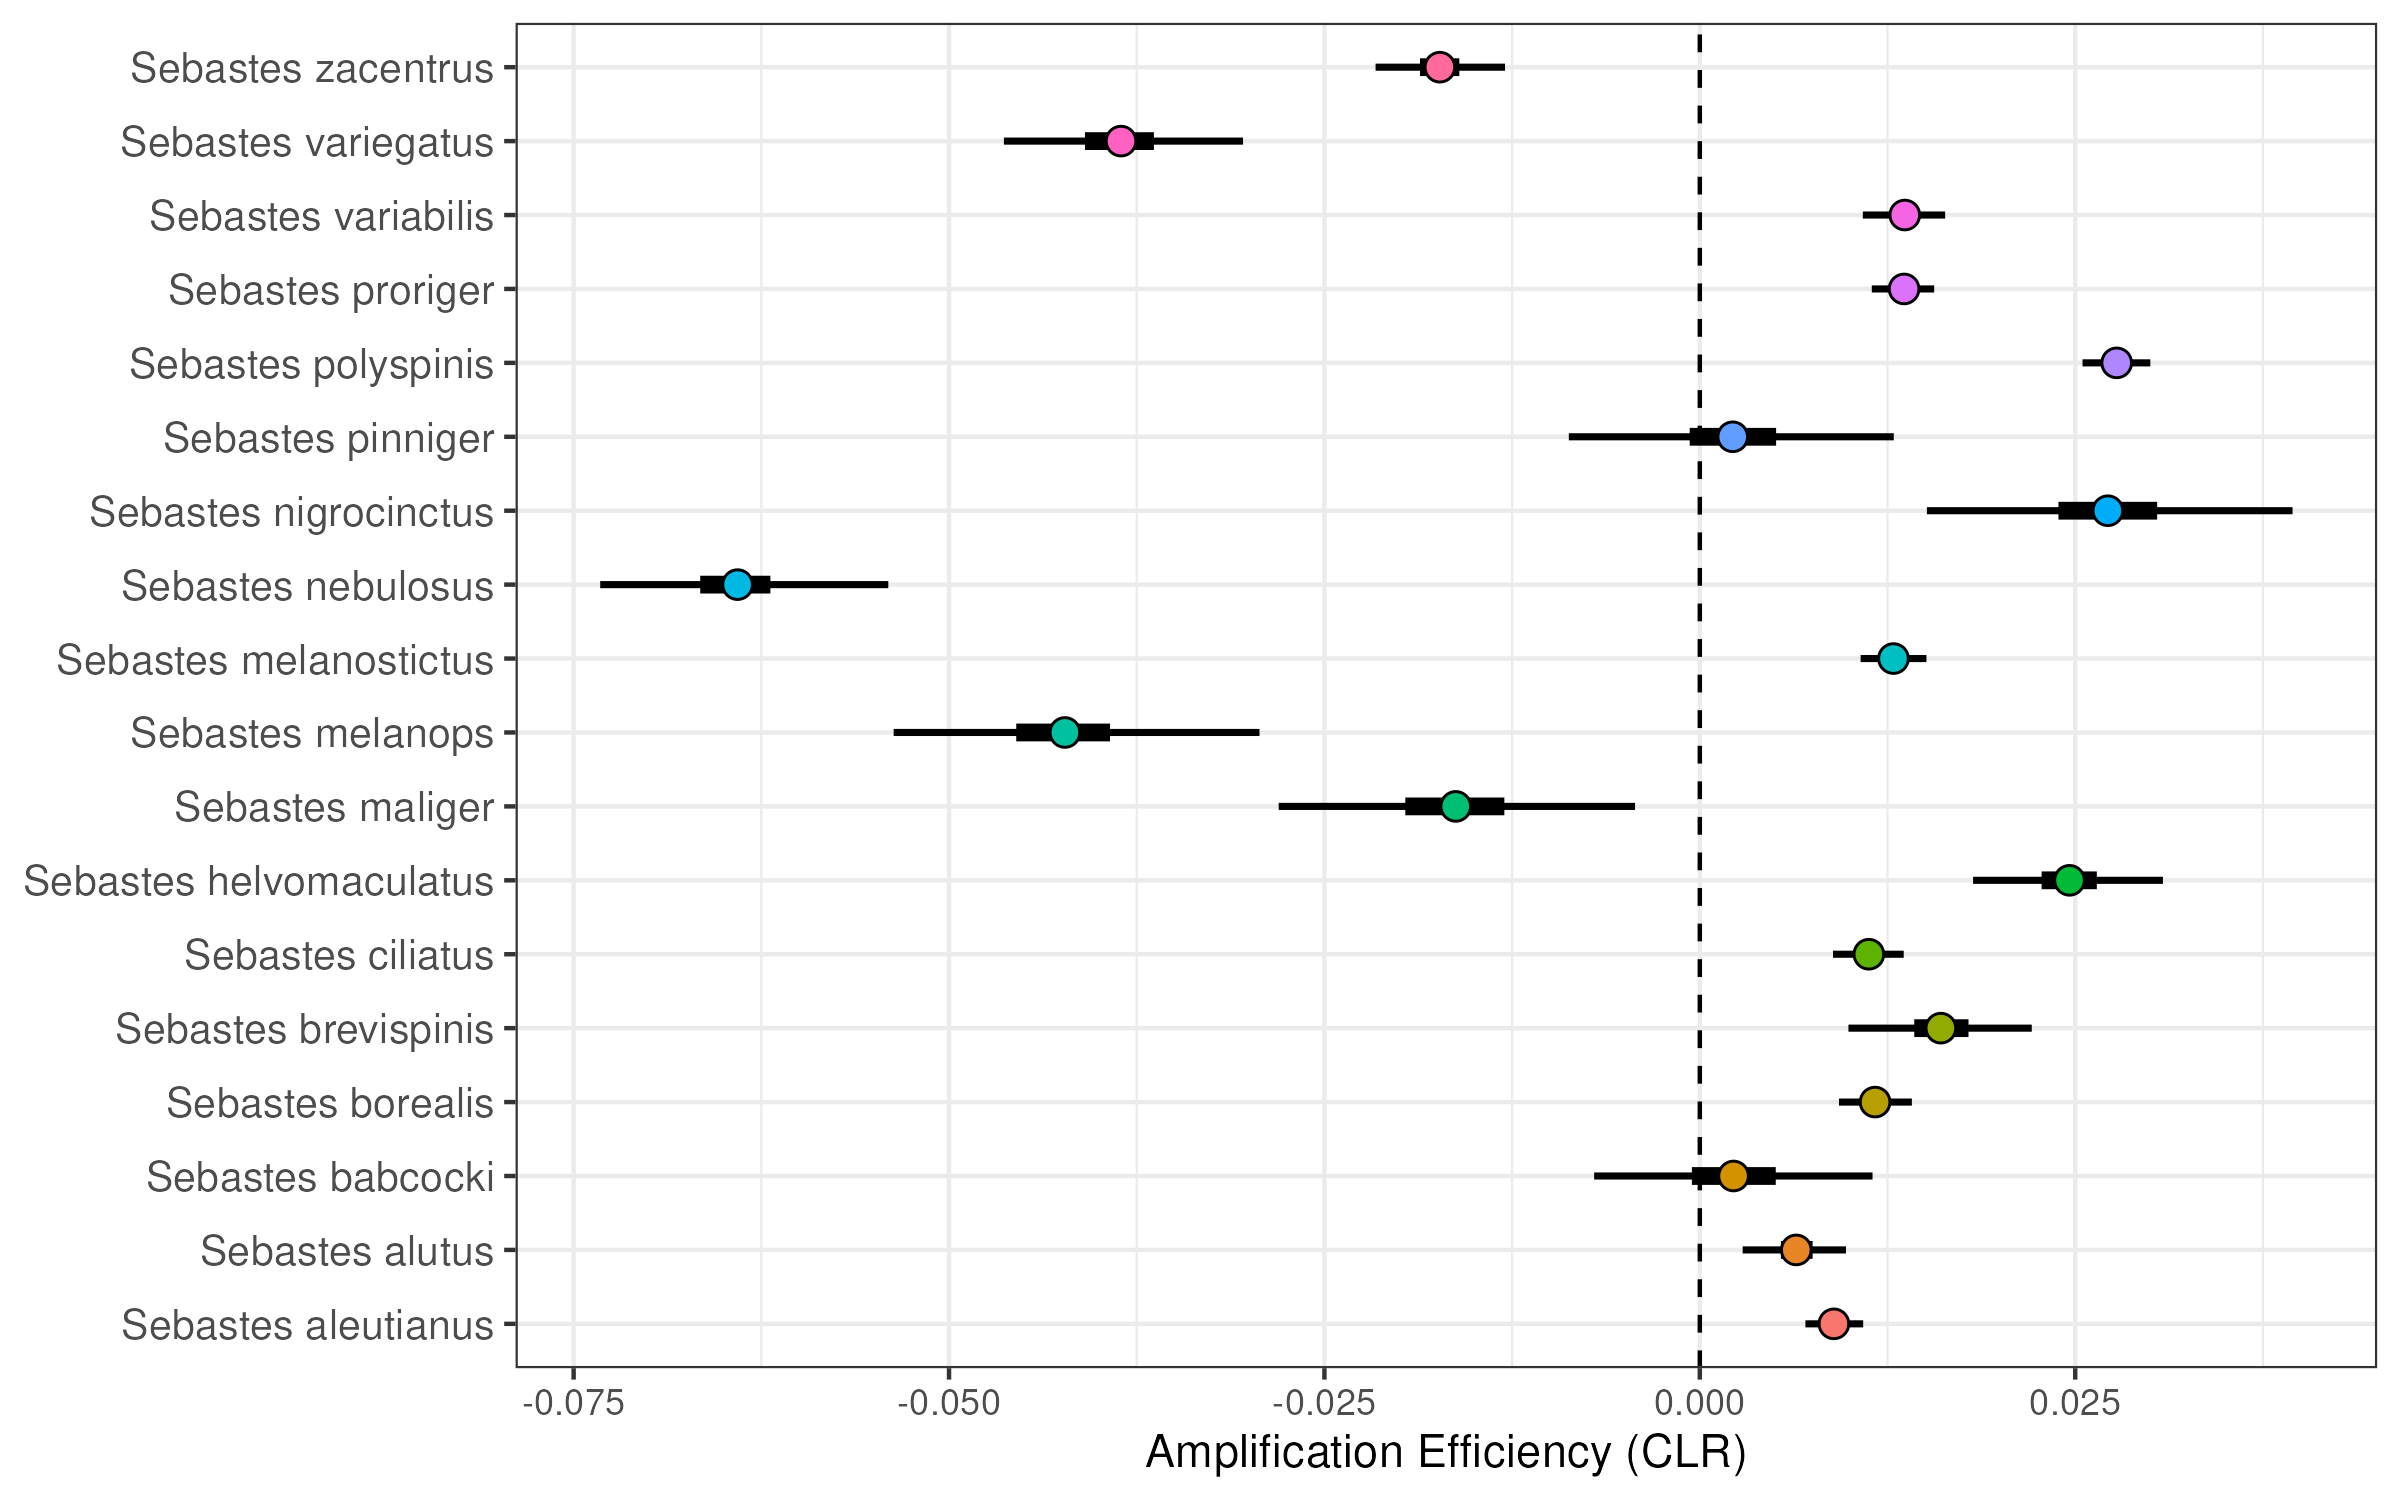 Sebastes zacentrus
Sebastes variegatus
Sebastes variabilis
Sebastes proriger
Sebastes polyspinis
Sebastes pinniger
Sebastes nigrocinctus
Sebastes nebulosus
Sebastes melanostictus
Sebastes melanops
Sebastes maliger
Sebastes helvomaculatus
Sebastes ciliatus
Sebastes brevispinis
Sebastes borealis
Sebastes babcocki
Sebastes alutus
Sebastes aleutianus
-0.075 -0.050 -0.025 0.000 0.025
Amplification Efficiency (CLR)